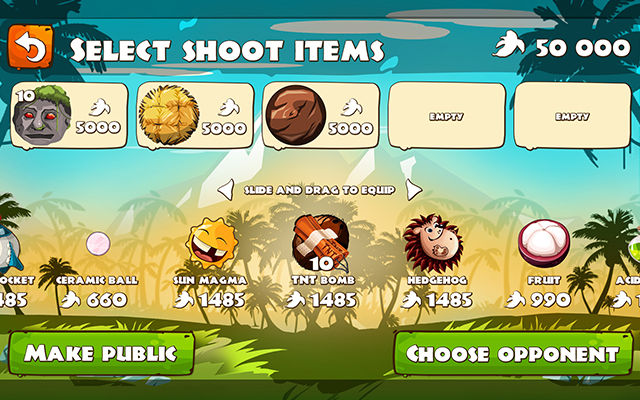 SELECT SHOOT ITEMS
50 000
10
5000
5000
5000
EMPTY
EMPTY
SLIDE AND DRAG TO EQUIP
10
OCKET
CERAMIC BALL
SUN MAGMA
TNT BOMB
HEDGEHOG
FRUIT
ACID
485
660
1485
1485
1485
990
1
MAKE PUBLIC
CHOOSE OPPONENT